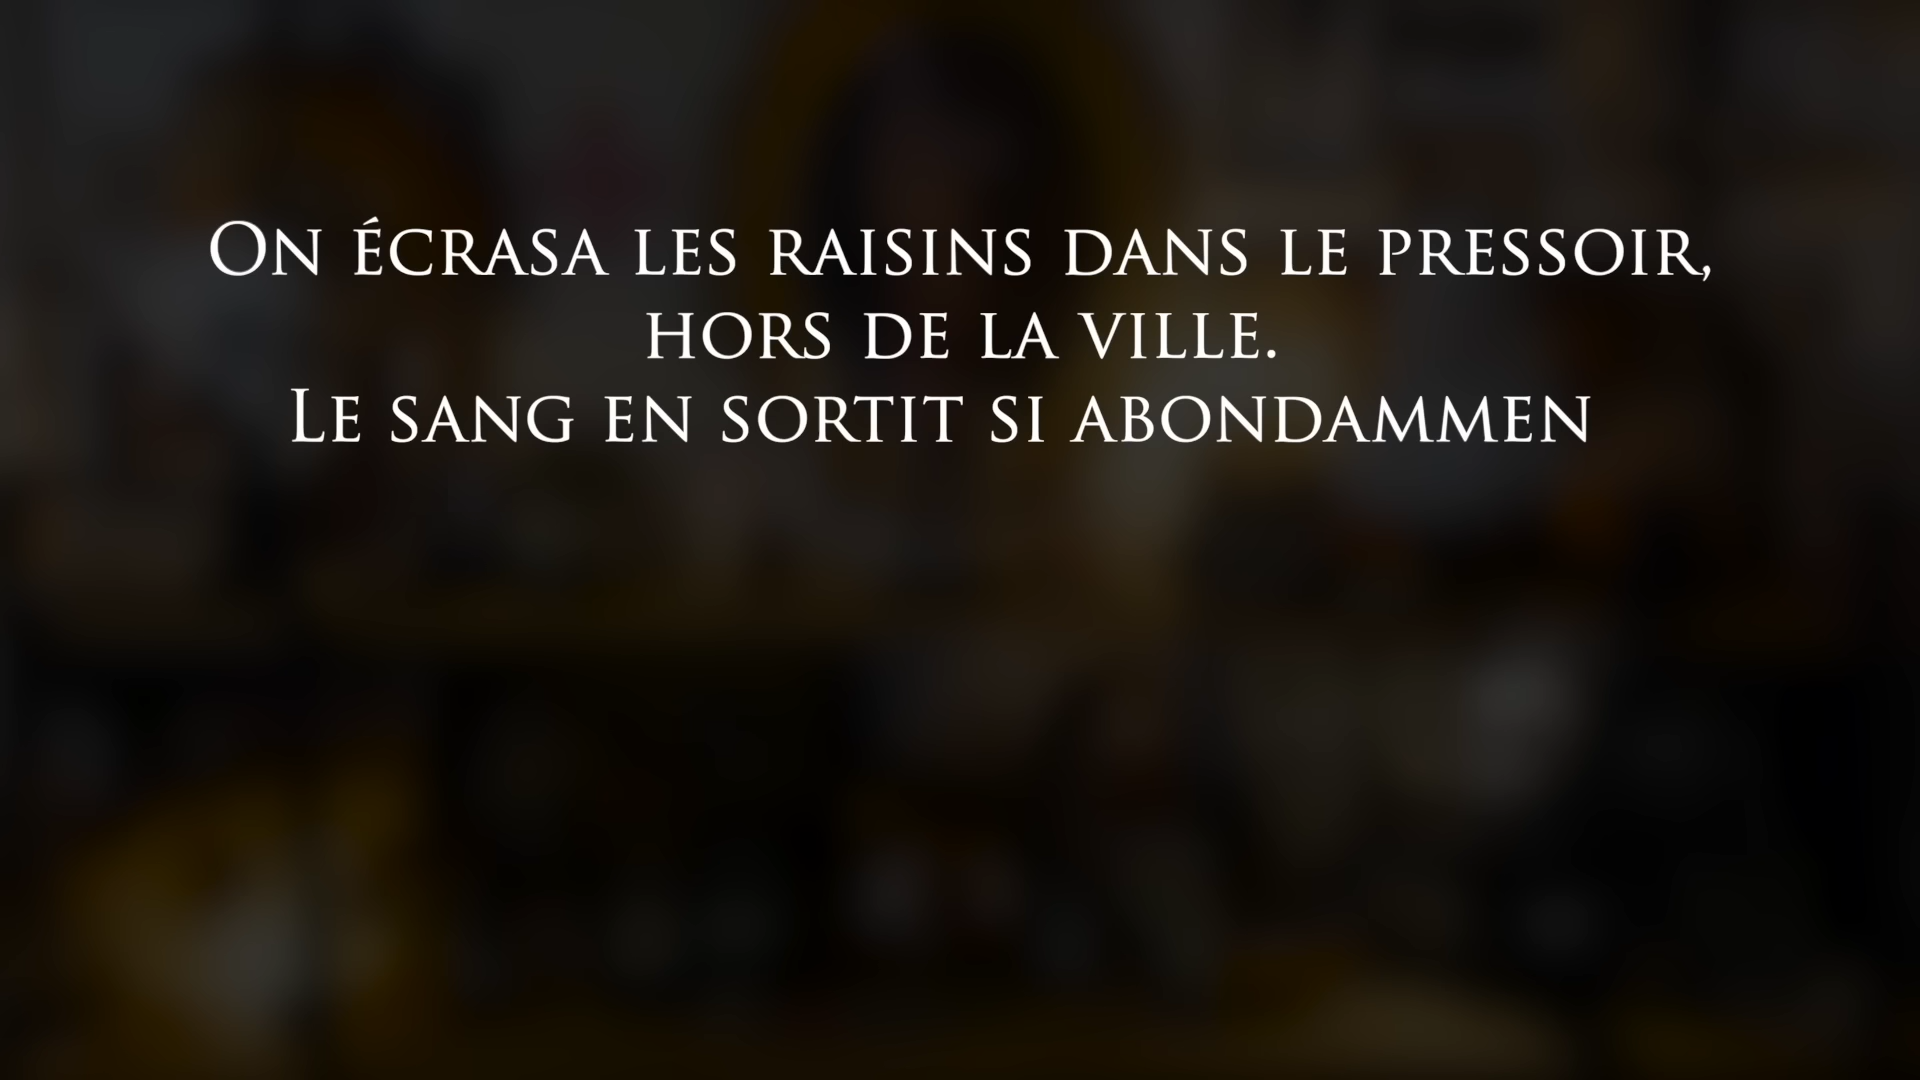 On écrasa les raisins dans le pressoir,
hors de la ville.
Le sang en sortit si abondammen